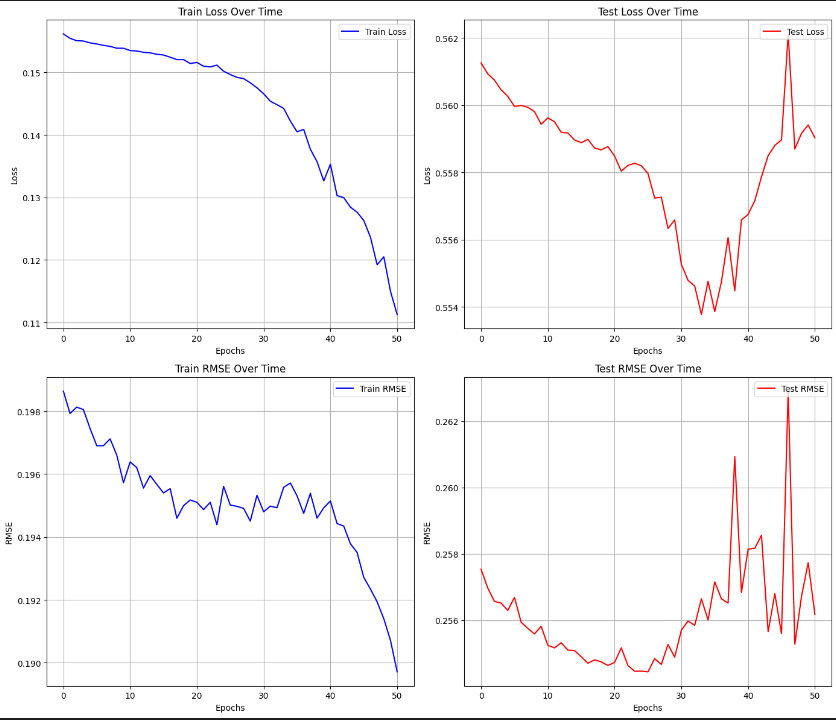 Train Loss Over Time
Train Loss
Loss
0.15
0.14
0.13
0.12
0.11
0 10 20 30 40 50
Epochs
Test Loss Over Time
Test Loss
Loss
0.562
0.560
0.558
0.556
0.554
0 10 20 30 40 50
Epochs
Train RMSE Over Time
Train RMSE
RMSE
0.198
0.196
0.194
0.192
0.190
0 10 20 30 40 50
Epochs
Test RMSE Over Time
Test RMSE
RMSE
0.262
0.260
0.258
0.256
0 10 20 30 40 50
Epochs